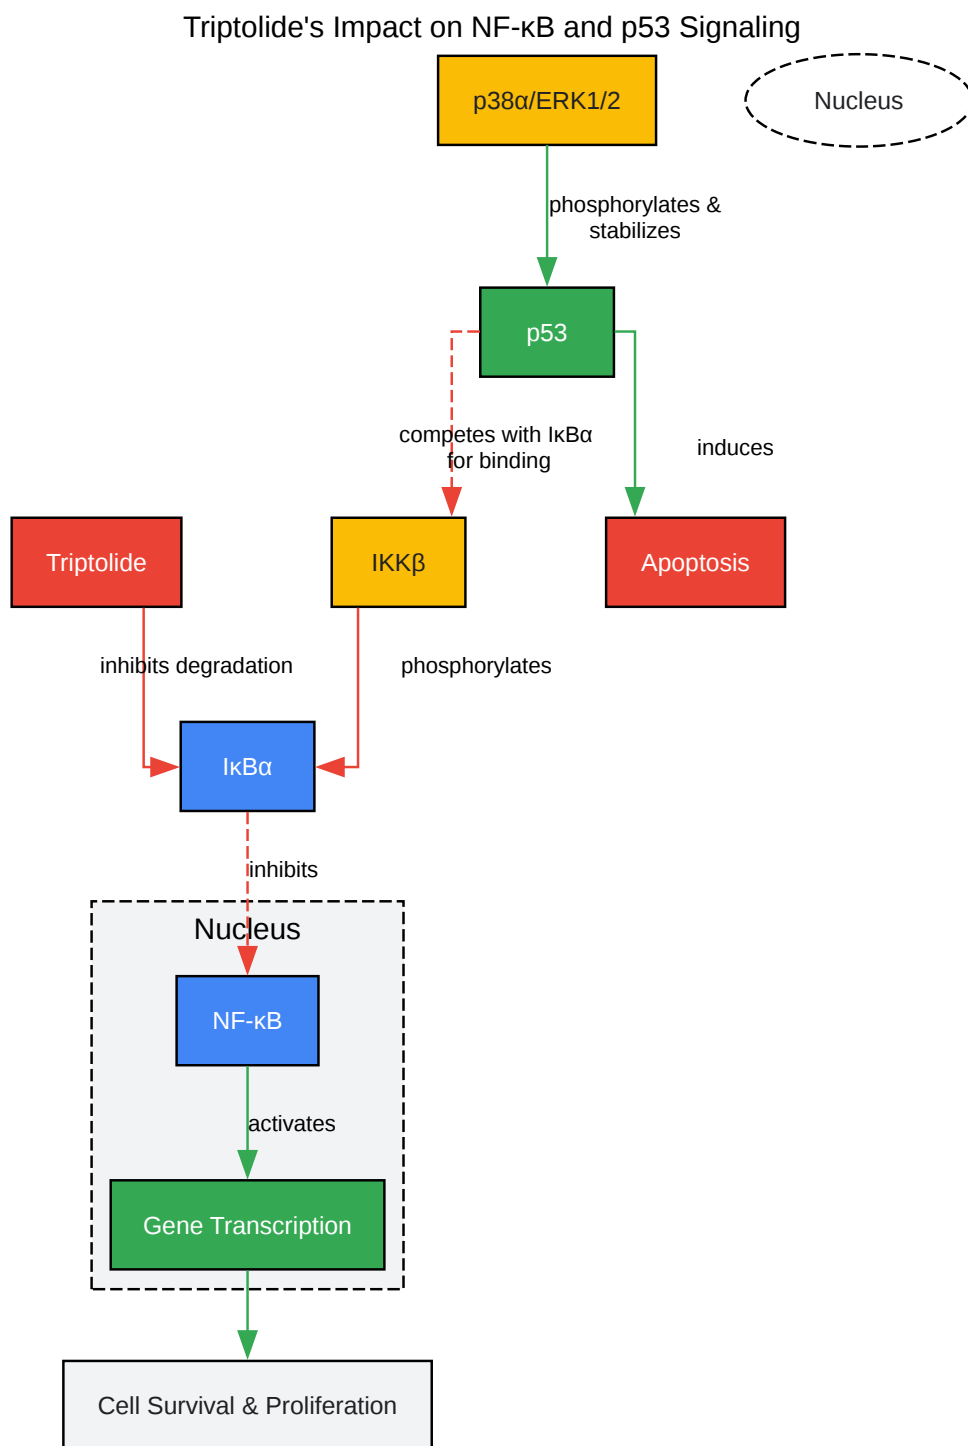 Triptolide's Impact on NF-κB and p53 Signaling
p38α/ERK1/2
Nucleus
phosphorylates &
stabilizes
p53
competes with IκBα
for binding
induces
Triptolide
IKKβ
Apoptosis
inhibits degradation
phosphorylates
IκBα
inhibits
Nucleus
NF-κB
activates
Gene Transcription
Cell Survival & Proliferation